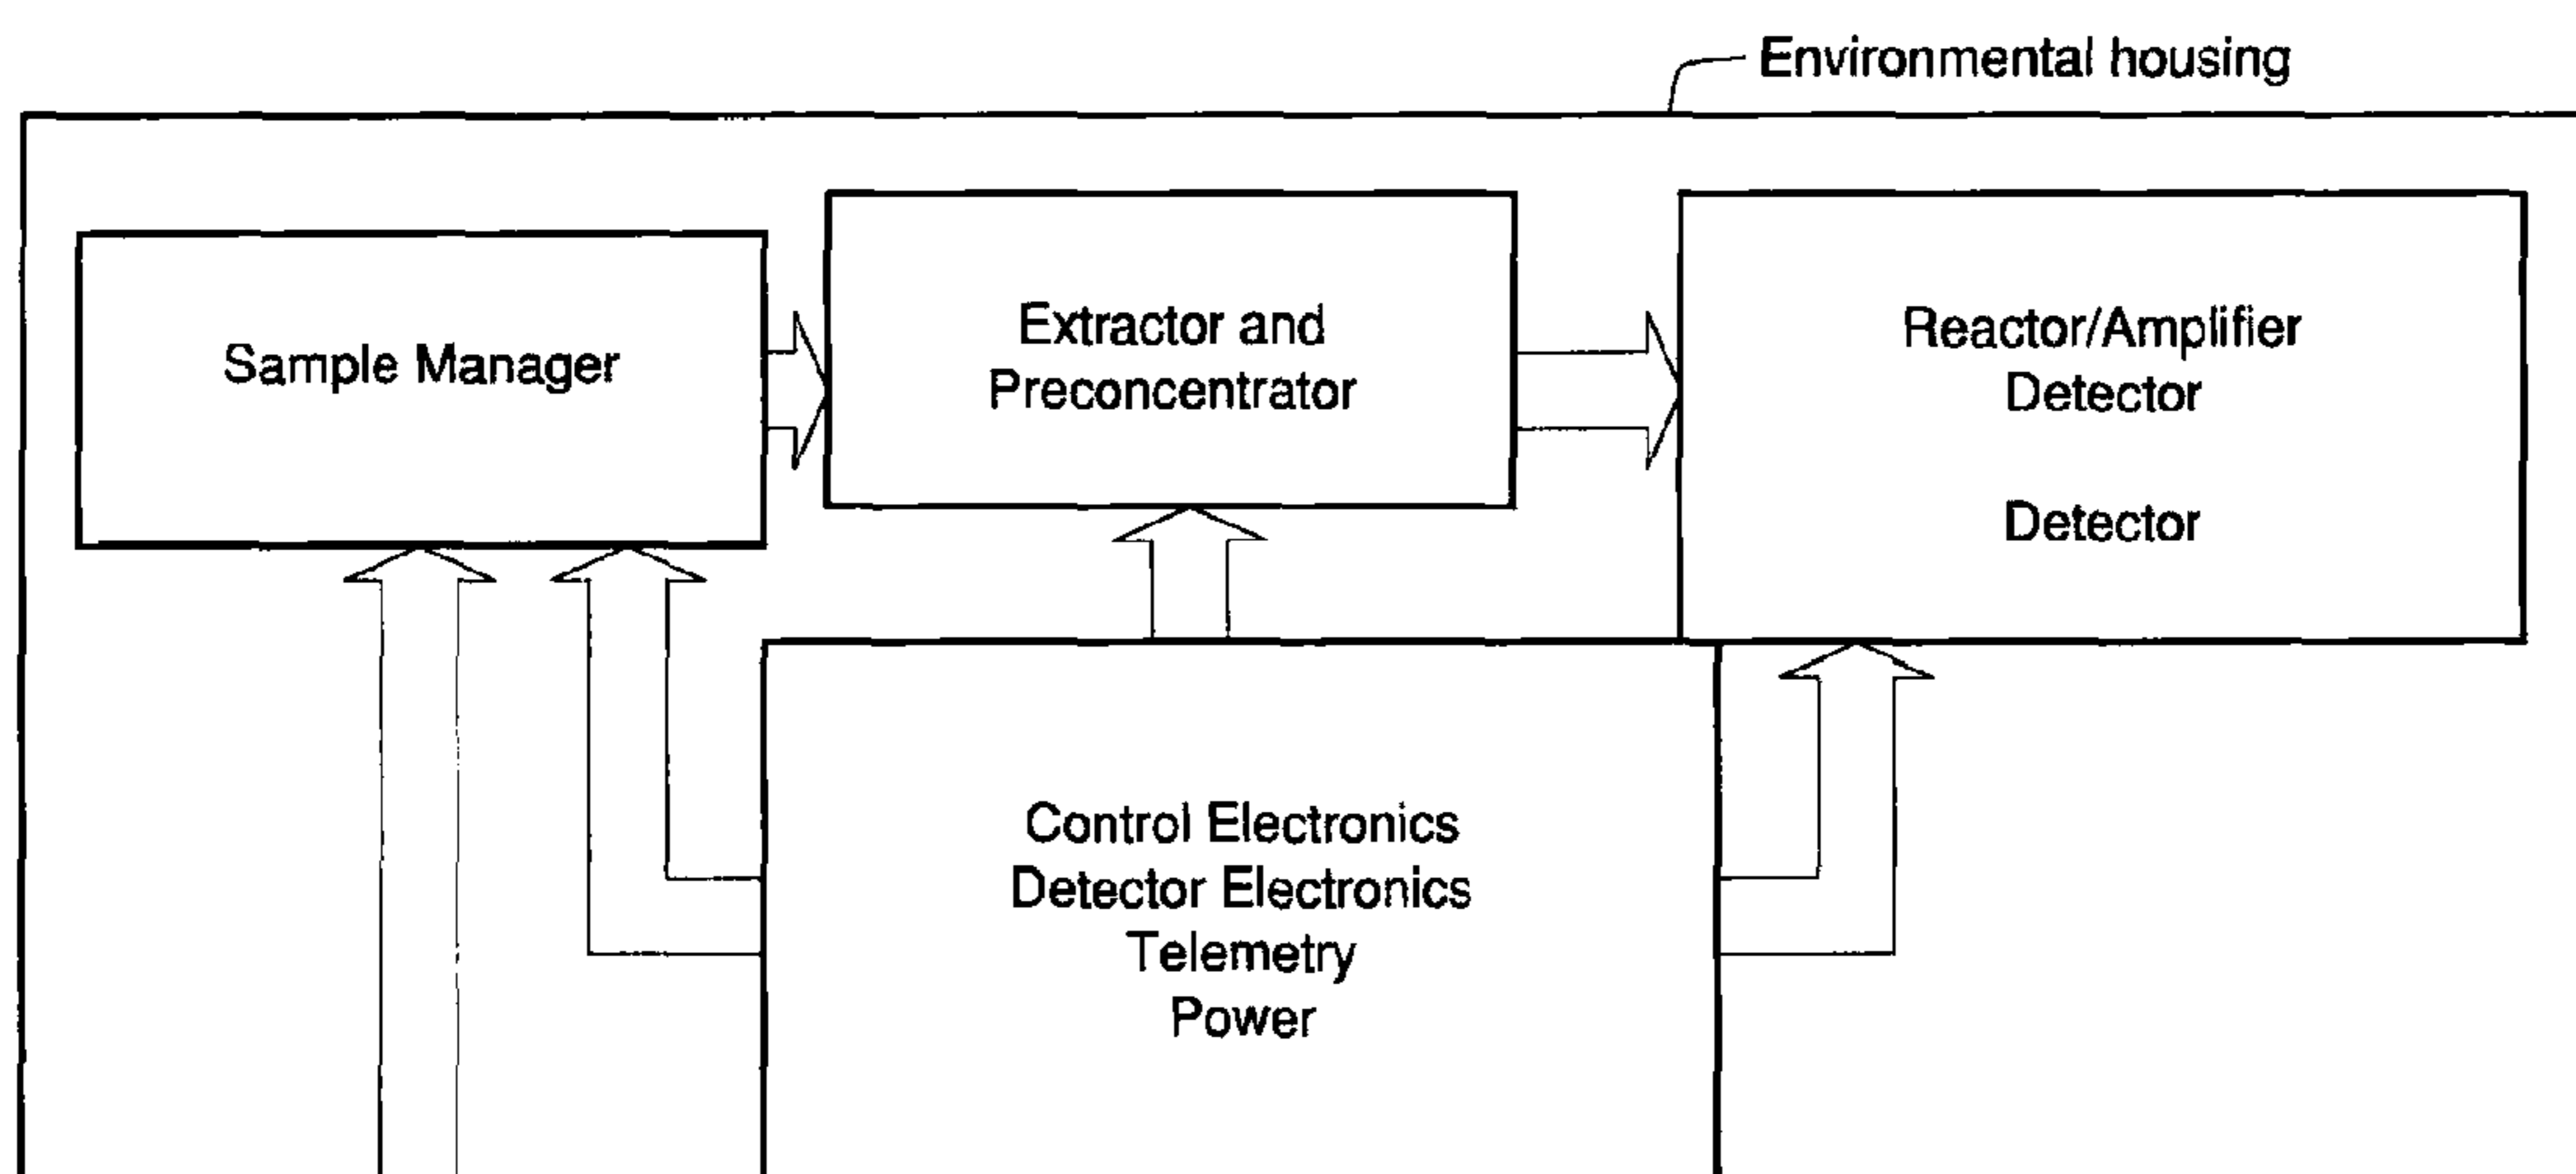 Environmental housing
Sample Manager
Extractor and
Preconcentrator
Reactor/Amplifier
Detector
Detector
Control Electronics
Detector Electronics
Telemetry
Power